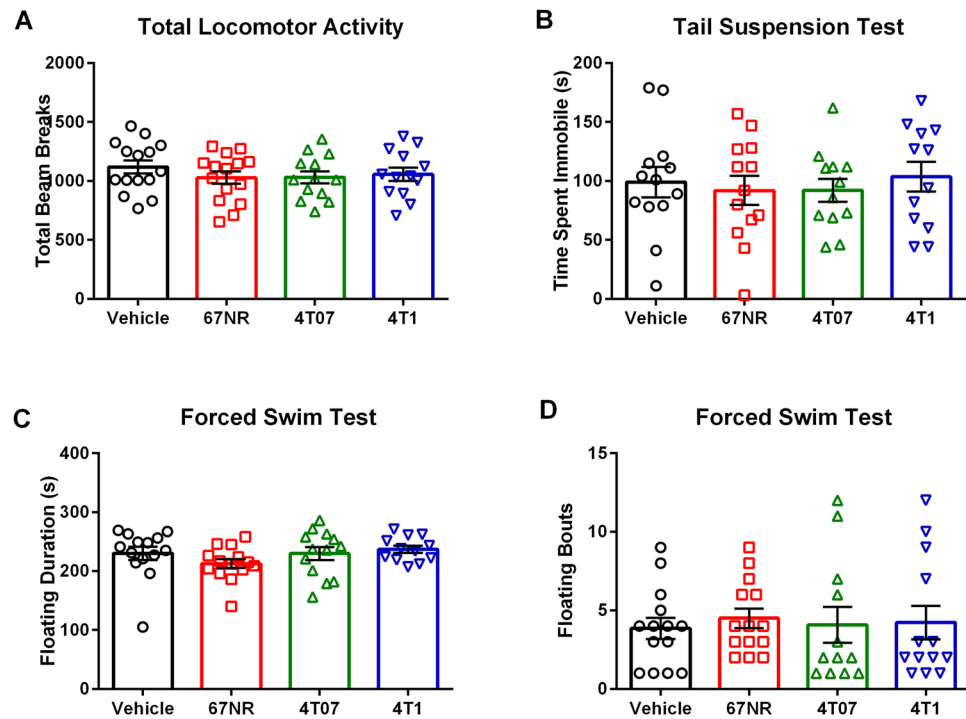 A
Total Locomotor Activity
Total Beam Breaks
2000
1500
1000
500
0
Vehicle 67NR 4T07 4T1
B
Tail Suspension Test
Time Spent Immobile (s)
200
150
100
50
0
Vehicle 67NR 4T07 4T1
C
Forced Swim Test
Floating Duration (s)
400
300
200
100
0
Vehicle 67NR 4T07 4T1
D
Forced Swim Test
Floating Bouts
15
10
5
0
Vehicle 67NR 4T07 4T1